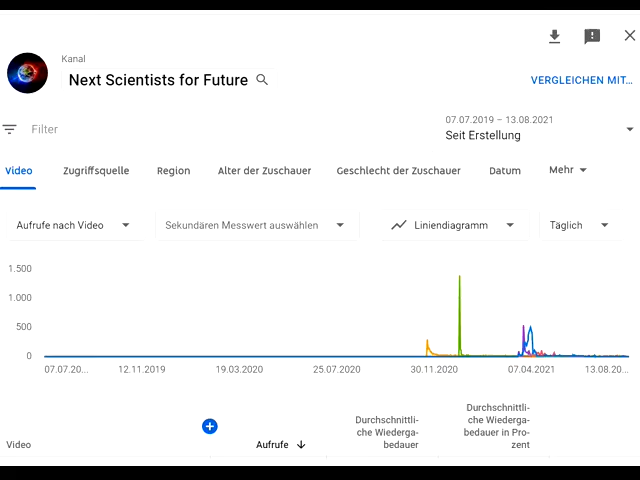 Kanal
Next Scientists for Future
VERGLEICHEN MIT...
Filter
07.07.2019 – 13.08.2021
Seit Erstellung
Video
Zugriffsquelle
Region
Alter der Zuschauer
Geschlecht der Zuschauer
Datum
Mehr
Aufrufe nach Video
Sekundären Messwert auswählen
Liniendiagramm
Täglich
1.500
1.000
500
0
07.07.20...
12.11.2019
19.03.2020
25.07.2020
30.11.2020
07.04.2021
13.08.20...
Video
Aufrufe
Durchschnittli-
che Wiederga-
bedauer
Durchschnittli-
che Wiederga-
bedauer in Pro-
zent